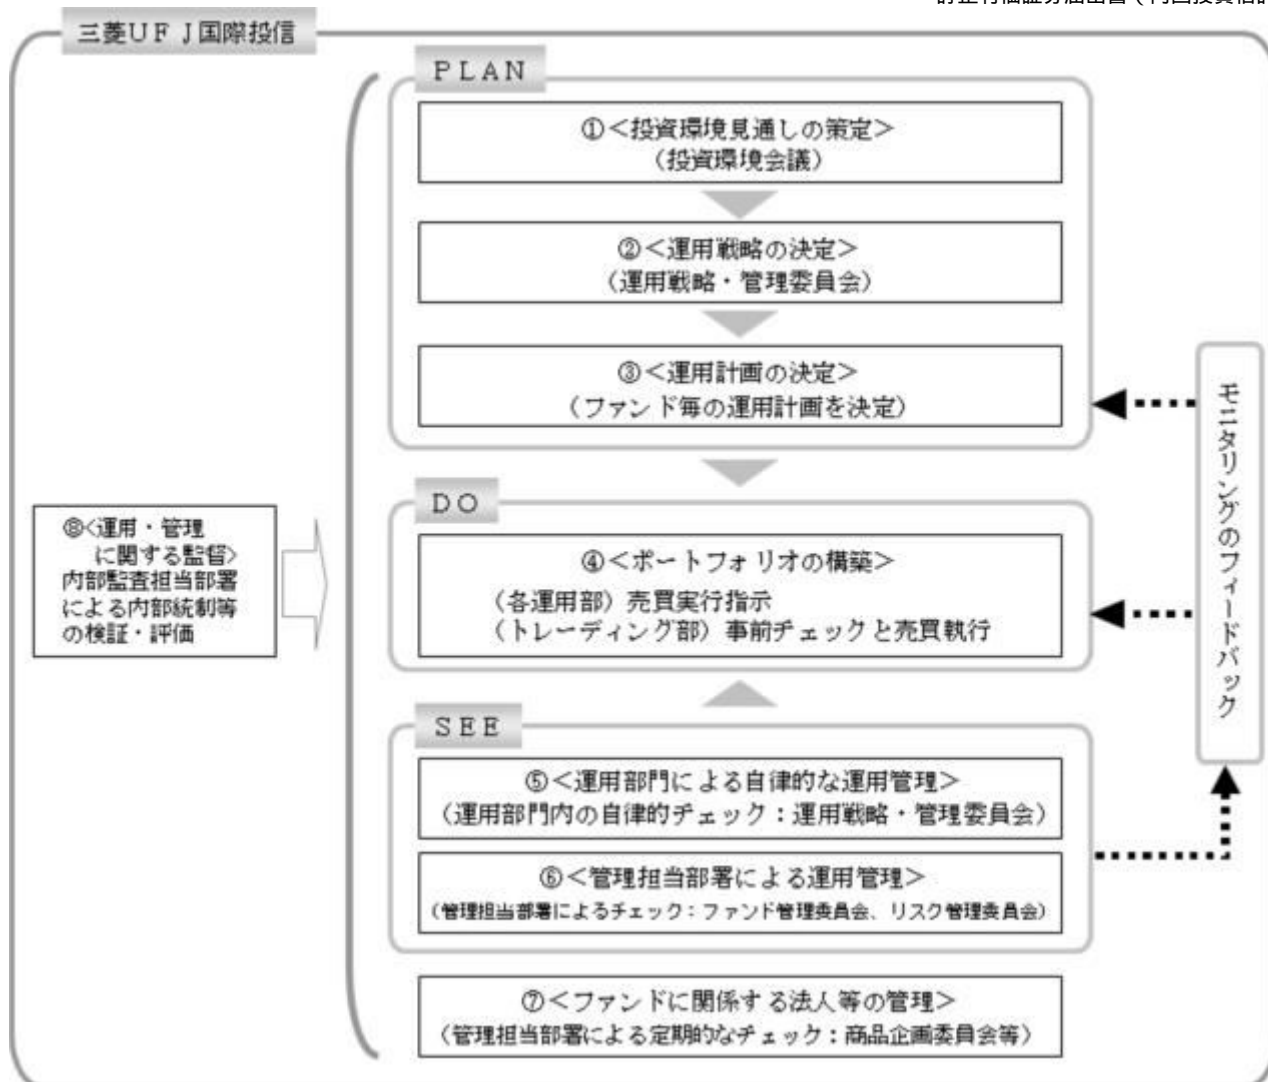 三菱UFJ国際投信
PLAN
①＜投資環境見通しの策定＞
（投資環境会議）
②＜運用戦略の決定＞
（運用戦略・管理委員会）
③＜運用計画の決定＞
（ファンド毎の運用計画を決定）
DO
④＜ポートフォリオの構築＞
（各運用部）売買実行指示
（トレーディング部）事前チェックと売買執行
SEE
⑤＜運用部門による自律的な運用管理＞
（運用部門内の自律的チェック：運用戦略・管理委員会）
⑥＜管理担当部署による運用管理＞
（管理担当部署によるチェック：ファンド管理委員会、リスク管理委員会）
⑦＜ファンドに関係する法人等の管理＞
（管理担当部署による定期的なチェック：商品企画委員会等）
⑧＜運用・管理
に関する監督＞
内部監査担当部署
による内部統制等
の検証・評価
モニタリングのフィードバック